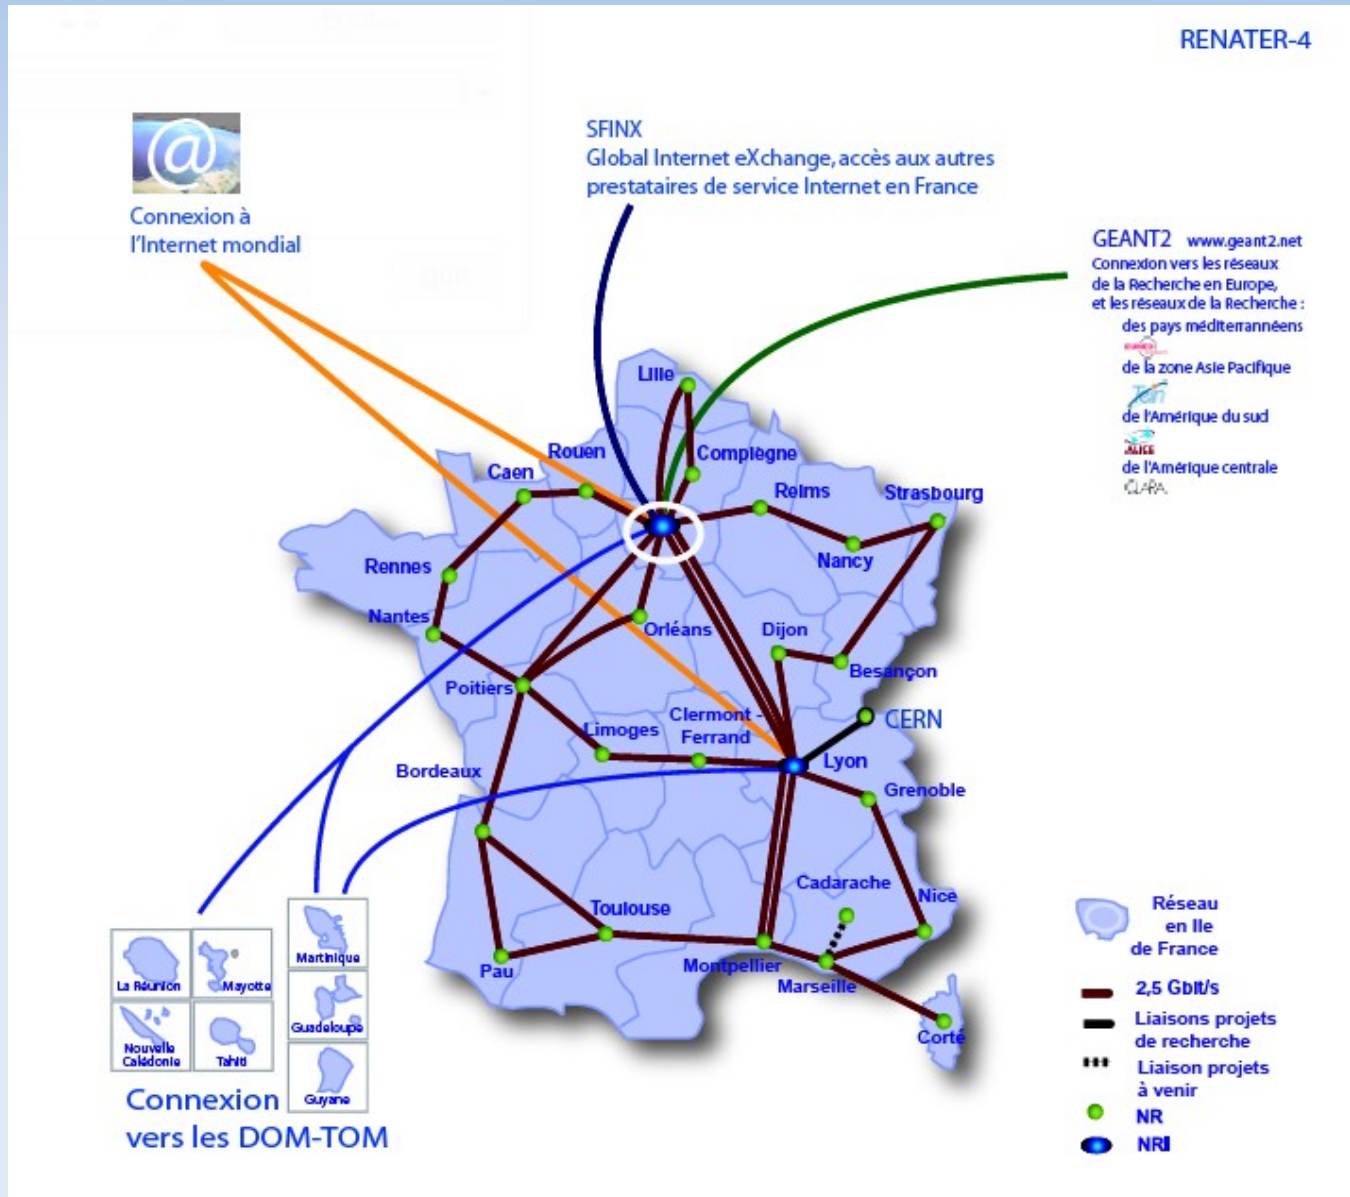 RENATER-4
@
Connexion à
l'Internet mondial
SFINX
Global Internet eXchange, accès aux autres
prestataires de service Internet en France
GEANT2 www.geant2.net
Connexion vers les réseaux
de la Recherche en Europe,
et les réseaux de la Recherche :
des pays méditerrannéens
de la zone Asie Pacifique
de l'Amérique du sud
ALICE
de l'Amérique centrale
CLARA
Lille
Rouen
Compiègne
Caen
Reims
Strasbourg
Rennes
Nancy
Nantes
Orléans
Dijon
Besançon
Poitiers
Clermont -
Ferrand
Limoges
CERN
Lyon
Bordeaux
Grenoble
Cadarache
Nice
Toulouse
Pau
Montpellier
Marseille
Corté
La Réunion
Mayotte
Nouvelle
Calédonie
Tahiti
Martinique
Guadeloupe
Guyane
Connexion
vers les DOM-TOM
Réseau
en Ile
de France
2,5 Gbit/s
Liaisons projets
de recherche
Liaison projets
à venir
NR
NRI